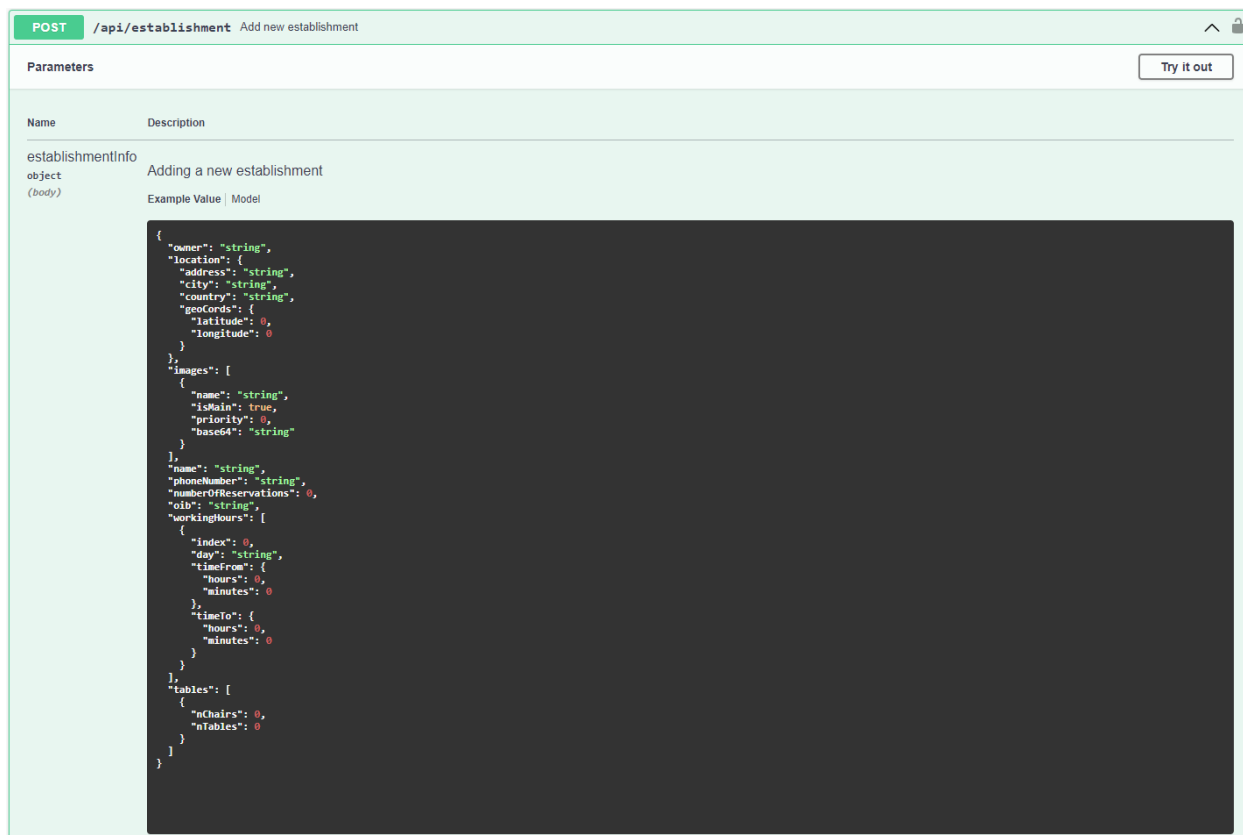 POST /api/establishment Add new establishment
Parameters
Try it out
Name Description
establishmentInfo
object
(body)
Adding a new establishment
Example Value Model
{
  "owner": "string",
  "location": {
    "address": "string",
    "city": "string",
    "country": "string",
    "geoCords": {
      "latitude": 0,
      "longitude": 0
    }
  },
  "images": [
    {
      "name": "string",
      "isMain": true,
      "priority": 0,
      "base64": "string"
    }
  ],
  "name": "string",
  "phoneNumber": "string",
  "numberOfReservations": 0,
  "oib": "string",
  "workingHours": [
    {
      "index": 0,
      "day": "string",
      "timeFrom": {
        "hours": 0,
        "minutes": 0
      },
      "timeTo": {
        "hours": 0,
        "minutes": 0
      }
    }
  ],
  "tables": [
    {
      "nChairs": 0,
      "nTables": 0
    }
  ]
}